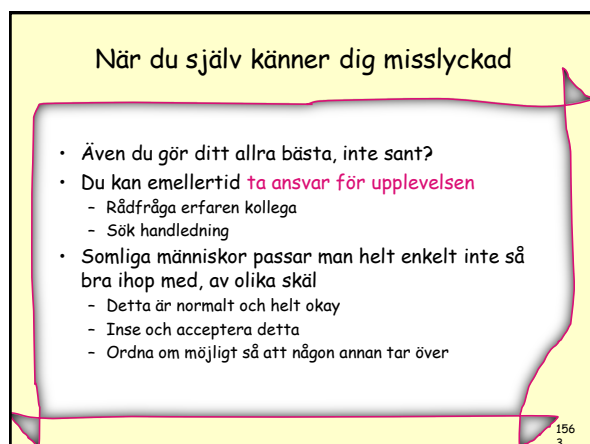 När du själv känner dig misslyckad
• Även du gör ditt allra bästa, inte sant?
• Du kan emellertid ta ansvar för upplevelsen
– Rådfråga erfaren kollega
– Sök handledning
• Somliga människor passar man helt enkelt inte så
bra ihop med, av olika skäl
– Detta är normalt och helt okay
– Inse och acceptera detta
– Ordna om möjligt så att någon annan tar över
156
3